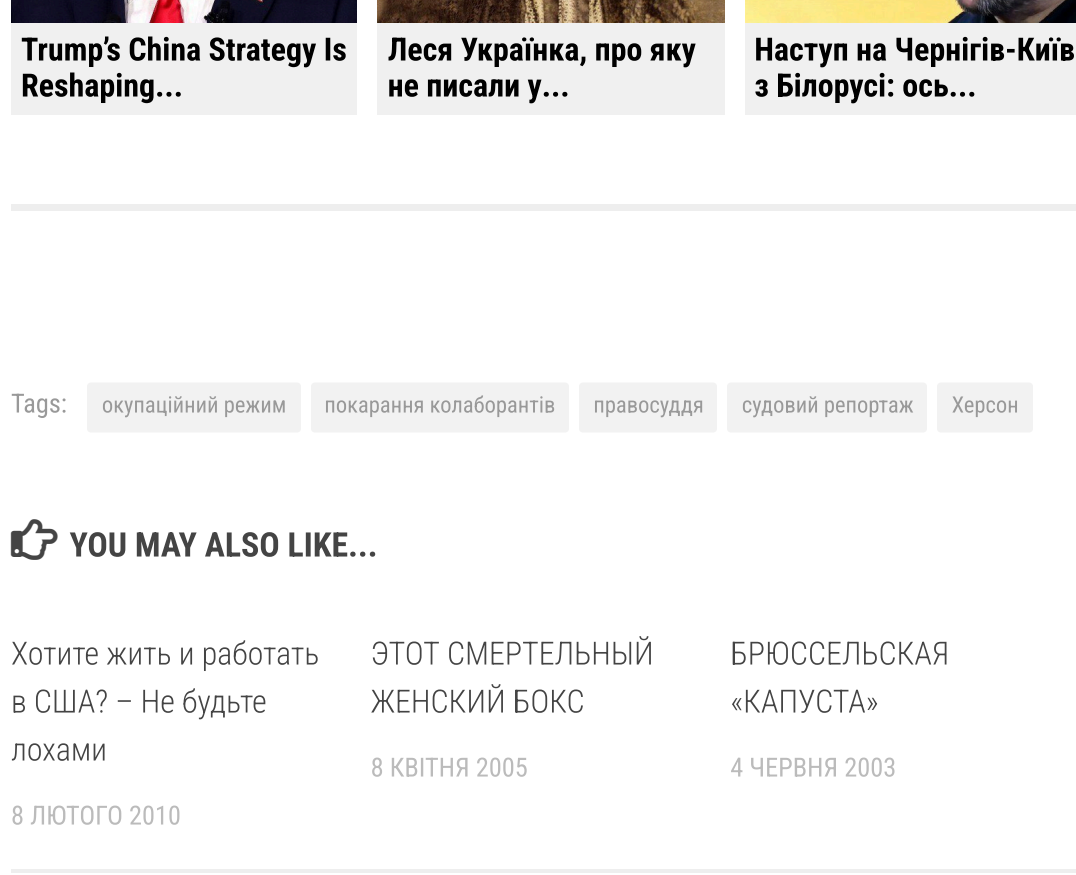 Trump’s China Strategy Is
Reshaping...
Леся Українка, про яку
не писали у...
Наступ на Чернігів-Київ
з Білорусі: ось...
Tags:
окупаційний режим
покарання колаборантів
правосуддя
судовий репортаж
Херсон
YOU MAY ALSO LIKE...
Хотите жить и работать
в США? – Не будьте
лохами
8 ЛЮТОГО 2010
ЭТОТ СМЕРТЕЛЬНЫЙ
ЖЕНСКИЙ БОКС
8 КВІТНЯ 2005
БРЮССЕЛЬСКАЯ
«КАПУСТА»
4 ЧЕРВНЯ 2003